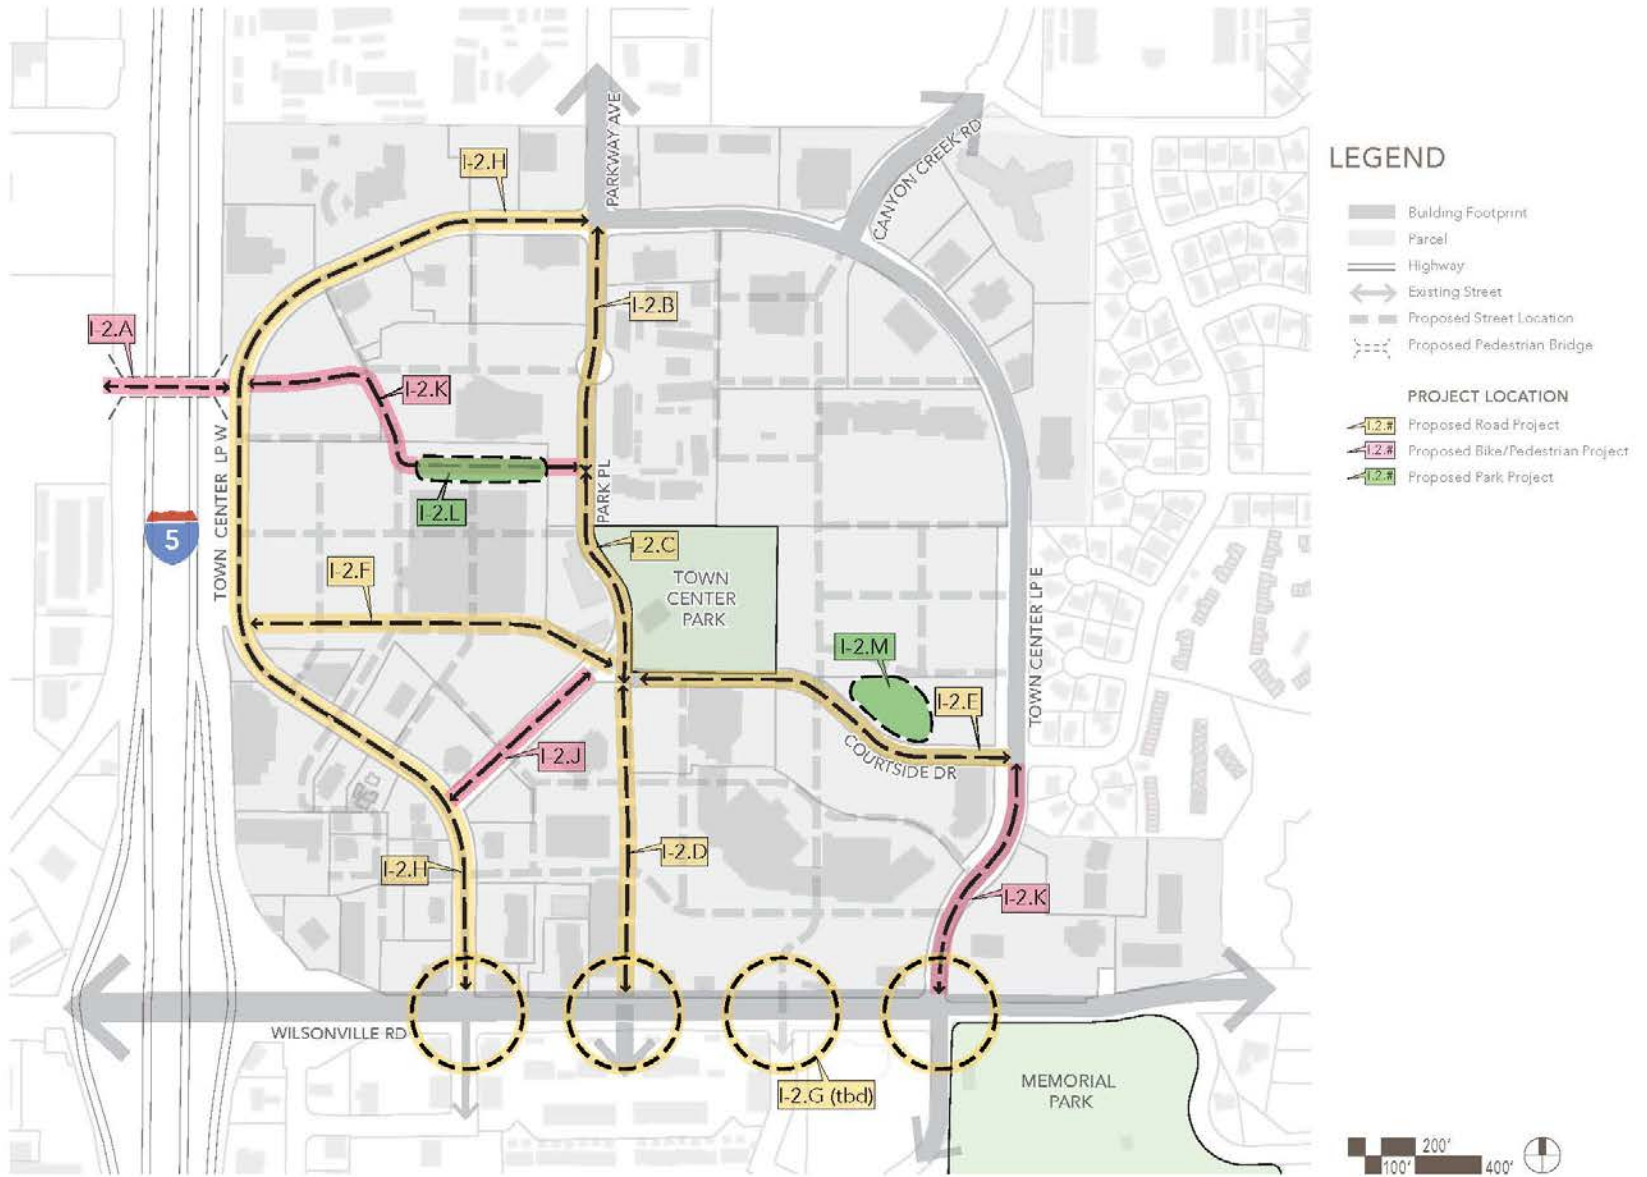 PARKWAY AVE
CANYON CREEK RD
I-2.H
I-2.B
I-2.A
I-2.K
TOWN CENTER LP W
I-2.L
PARK PL
5
I-2.C
I-2.F
TOWN
CENTER
PARK
TOWN CENTER LP E
I-2.M
I-2.E
I-2.J
COURTSIDE DR
I-2.D
I-2.H
I-2.K
WILSONVILLE RD
I-2.G (tbd)
MEMORIAL
PARK
LEGEND
Building Footprint
Parcel
Highway
Existing Street
Proposed Street Location
Proposed Pedestrian Bridge
PROJECT LOCATION
I.2.# Proposed Road Project
I.2.# Proposed Bike/Pedestrian Project
I.2.# Proposed Park Project
200'
100' 400'